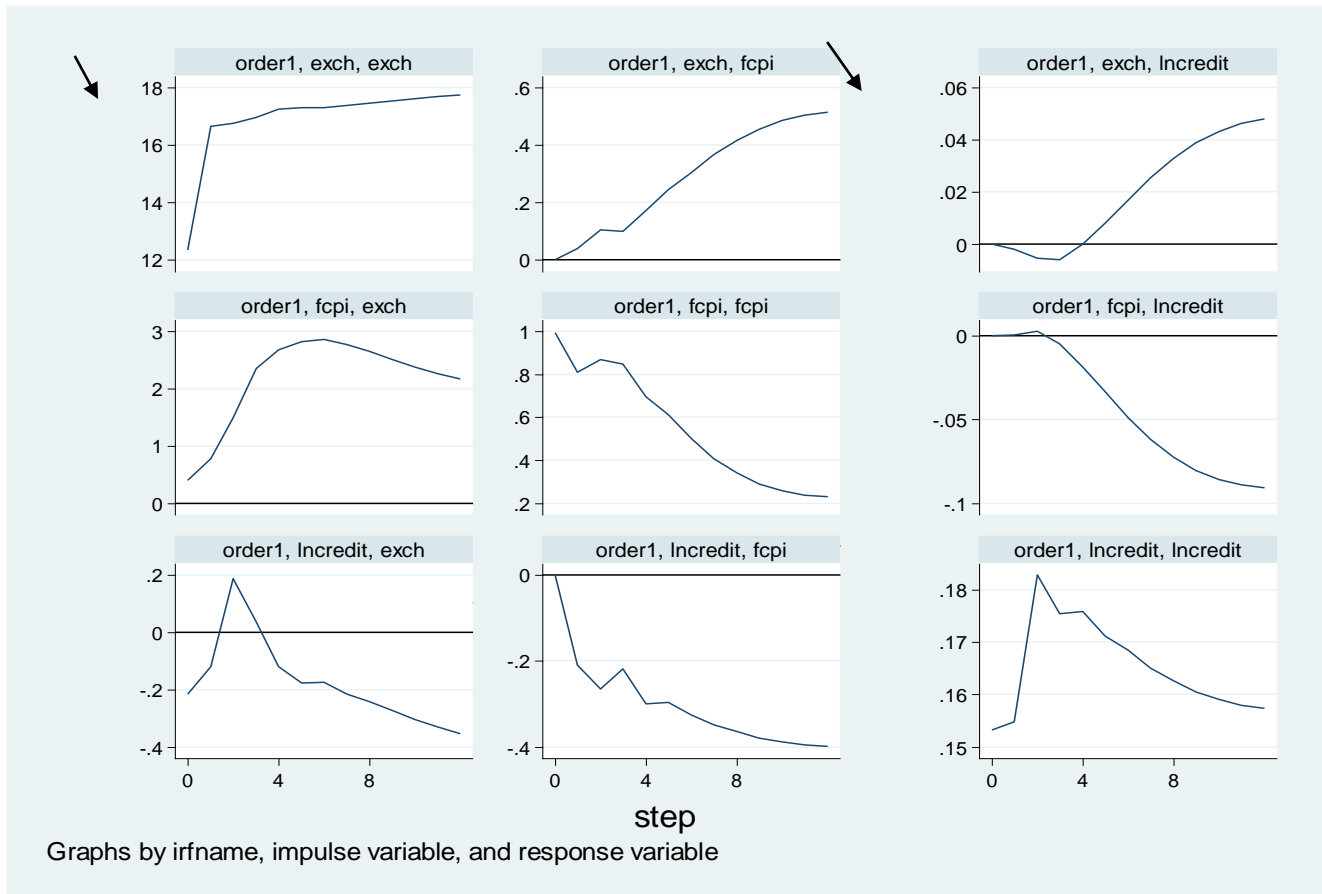 order1, exch, exch
18
16
14
12
order1, exch, fcpi
.6
.4
.2
0
order1, exch, lncredit
.06
.04
.02
0
order1, fcpi, exch
3
2
1
0
order1, fcpi, fcpi
1
.8
.6
.4
.2
order1, fcpi, lncredit
0
-.05
-.1
order1, lncredit, exch
.2
0
-.2
-.4
0 4 8
order1, lncredit, fcpi
0
-.2
-.4
0 4 8
order1, lncredit, lncredit
.18
.17
.16
.15
0 4 8
step
Graphs by irfname, impulse variable, and response variable